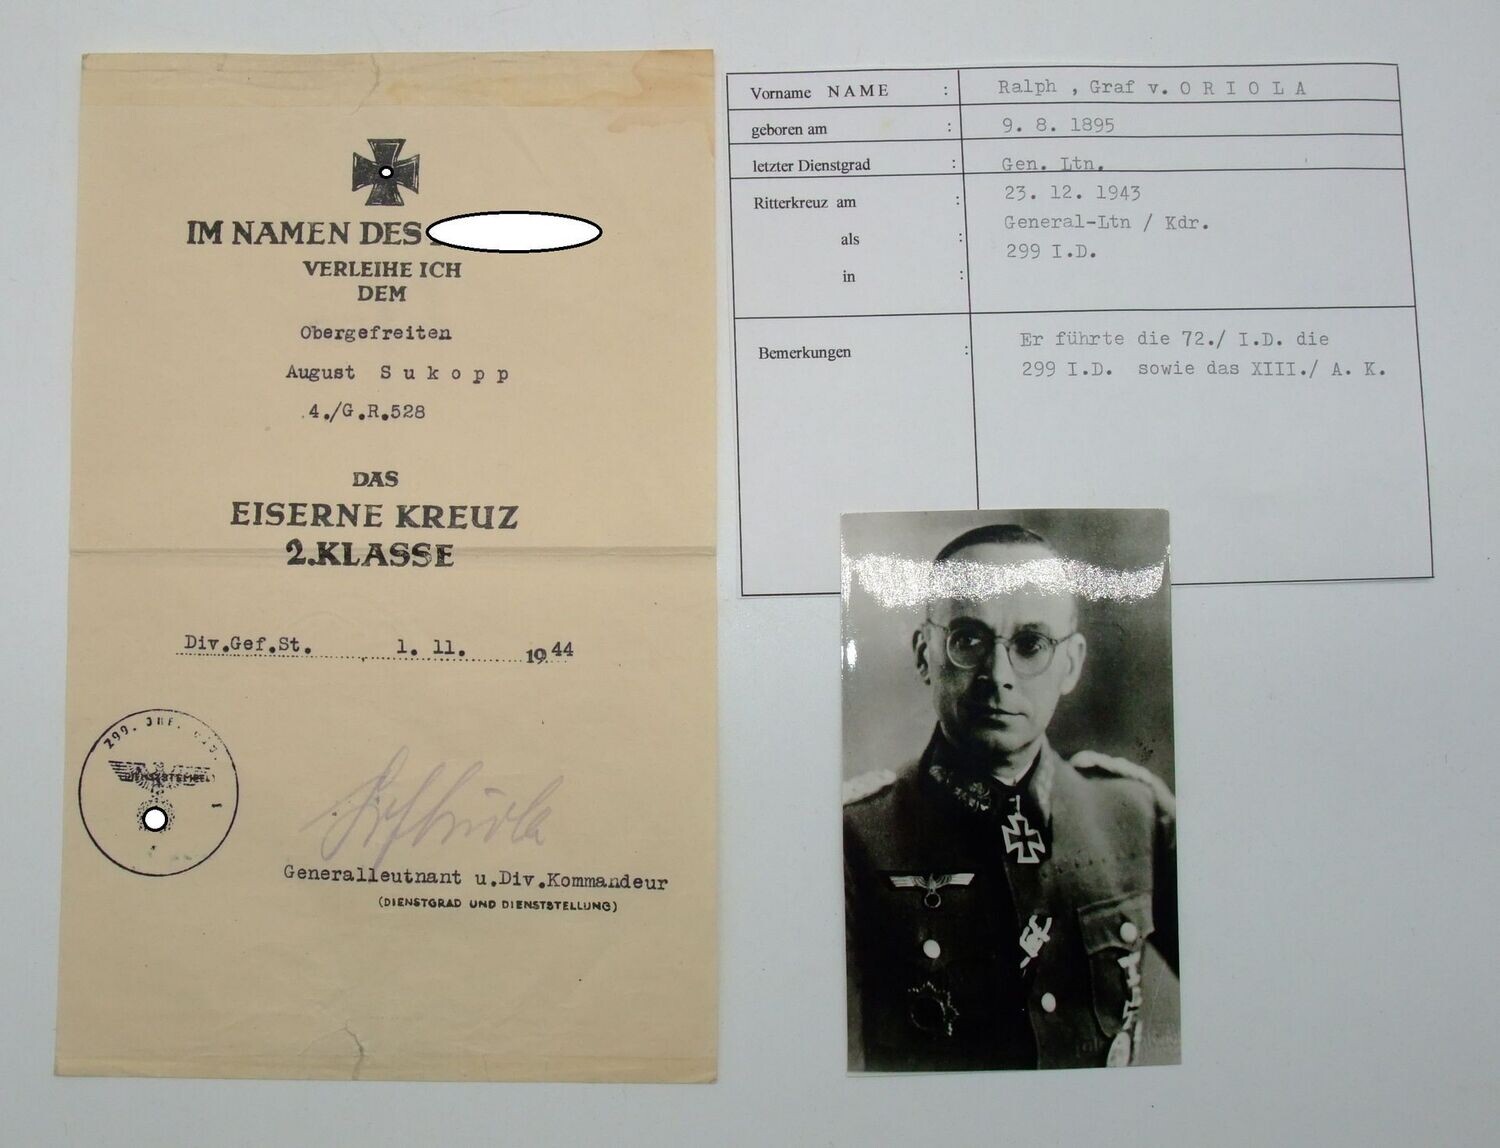 IM NAMEN DES
VERLEIHE ICH
DEM
Obergefreiten
August S u k o p p
4./G.R.528
DAS
EISERNE KREUZ
2.KLASSE
Div.Gef.St. 1. 11. 1944
299. Inf.
DIENSTSTEMPEL
Generalleutnant u.Div.Kommandeur
(DIENSTGRAD UND DIENSTSTELLUNG)
Vorname NAME : Ralph , Graf v. O R I O L A
geboren am : 9. 8. 1895
letzter Dienstgrad : Gen. Ltn.
Ritterkreuz am : 23. 12. 1943
als : General-Ltn / Kdr.
in : 299 I.D.
Bemerkungen : Er führte die 72./ I.D. die
299 I.D. sowie das XIII./ A. K.